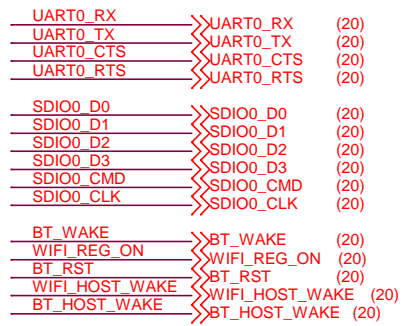 UART0_RX UART0_RX (20)
UART0_TX UART0_TX (20)
UART0_CTS UART0_CTS (20)
UART0_RTS UART0_RTS (20)
SDIO0_D0 SDIO0_D0 (20)
SDIO0_D1 SDIO0_D1 (20)
SDIO0_D2 SDIO0_D2 (20)
SDIO0_D3 SDIO0_D3 (20)
SDIO0_CMD SDIO0_CMD (20)
SDIO0_CLK SDIO0_CLK (20)
BT_WAKE BT_WAKE (20)
WIFI_REG_ON WIFI_REG_ON (20)
BT_RST BT_RST (20)
WIFI_HOST_WAKE WIFI_HOST_WAKE (20)
BT_HOST_WAKE BT_HOST_WAKE (20)